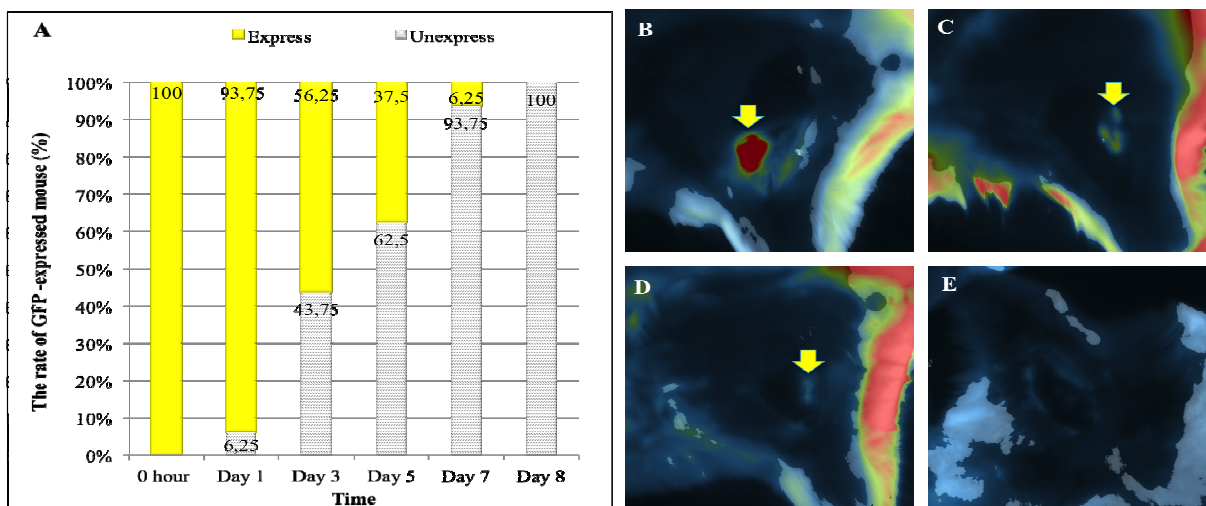 A
Express
Unexpress
The rate of GFP-expressed mouse (%)
100%
90%
80%
70%
60%
50%
40%
30%
20%
10%
0%
100
93,75
56,25
37,5
6,25
100
93,75
62,5
43,75
6,25
0 hour
Day 1
Day 3
Day 5
Day 7
Day 8
Time
B
C
D
E